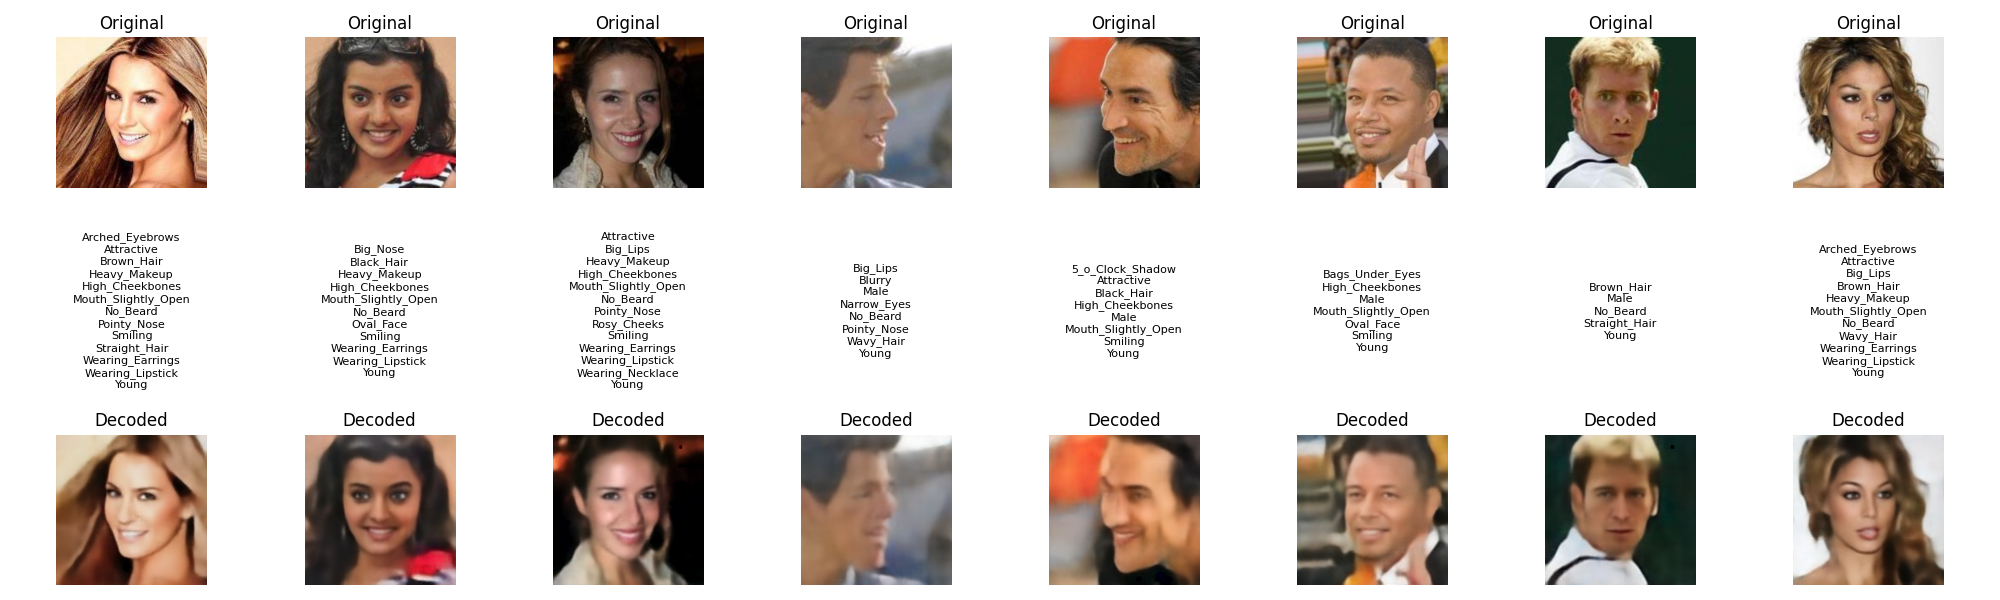 Original
Original
Original
Original
Original
Original
Original
Original
Arched_Eyebrows
Attractive
Brown_Hair
Heavy_Makeup
High_Cheekbones
Mouth_Slightly_Open
No_Beard
Pointy_Nose
Smiling
Straight_Hair
Wearing_Earrings
Wearing_Lipstick
Young
Big_Nose
Black_Hair
Heavy_Makeup
High_Cheekbones
Mouth_Slightly_Open
No_Beard
Oval_Face
Smiling
Wearing_Earrings
Wearing_Lipstick
Young
Attractive
Big_Lips
Heavy_Makeup
High_Cheekbones
Mouth_Slightly_Open
No_Beard
Pointy_Nose
Rosy_Cheeks
Smiling
Wearing_Earrings
Wearing_Lipstick
Wearing_Necklace
Young
Big_Lips
Blurry
Male
Narrow_Eyes
No_Beard
Pointy_Nose
Wavy_Hair
Young
5_o_Clock_Shadow
Attractive
Black_Hair
High_Cheekbones
Male
Mouth_Slightly_Open
Smiling
Young
Bags_Under_Eyes
High_Cheekbones
Male
Mouth_Slightly_Open
Oval_Face
Smiling
Young
Brown_Hair
Male
No_Beard
Straight_Hair
Young
Arched_Eyebrows
Attractive
Big_Lips
Brown_Hair
Heavy_Makeup
Mouth_Slightly_Open
No_Beard
Wavy_Hair
Wearing_Earrings
Wearing_Lipstick
Young
Decoded
Decoded
Decoded
Decoded
Decoded
Decoded
Decoded
Decoded